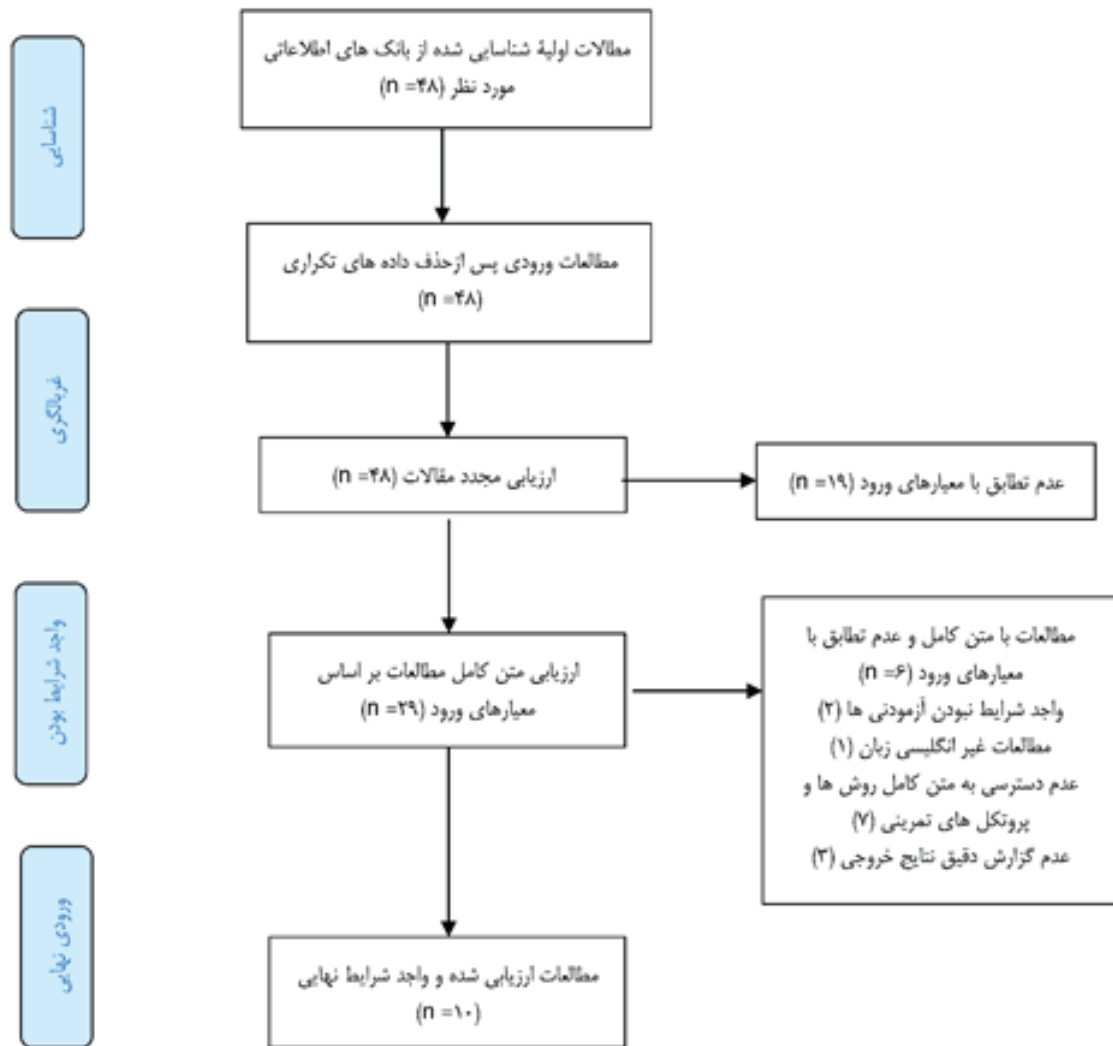 شناسایی
مطالات اولیهٔ شناسایی شده از بانک های اطلاعاتی
مورد نظر (n =۴۸)
مطالعات ورودی پس ازحذف داده های تکراری
(n =۴۸)
غربالگری
ارزیابی مجدد مقالات (n =۴۸)
عدم تطابق با معیارهای ورود (n =۱۹)
واجد شرایط بودن
ارزیابی متن کامل مطالعات بر اساس
معیارهای ورود (n =۲۹)
مطالعات با متن کامل و عدم تطابق با
معیارهای ورود (n =۶)
واجد شرایط نبودن آزمودنی ها (۲)
مطالعات غیر انگلیسی زبان (۱)
عدم دسترسی به متن کامل روش ها و
پروتکل های تمرینی (۷)
عدم گزارش دقیق نتایج خروجی (۳)
ورودی نهایی
مطالعات ارزیابی شده و واجد شرایط نهایی
(n =۱۰)